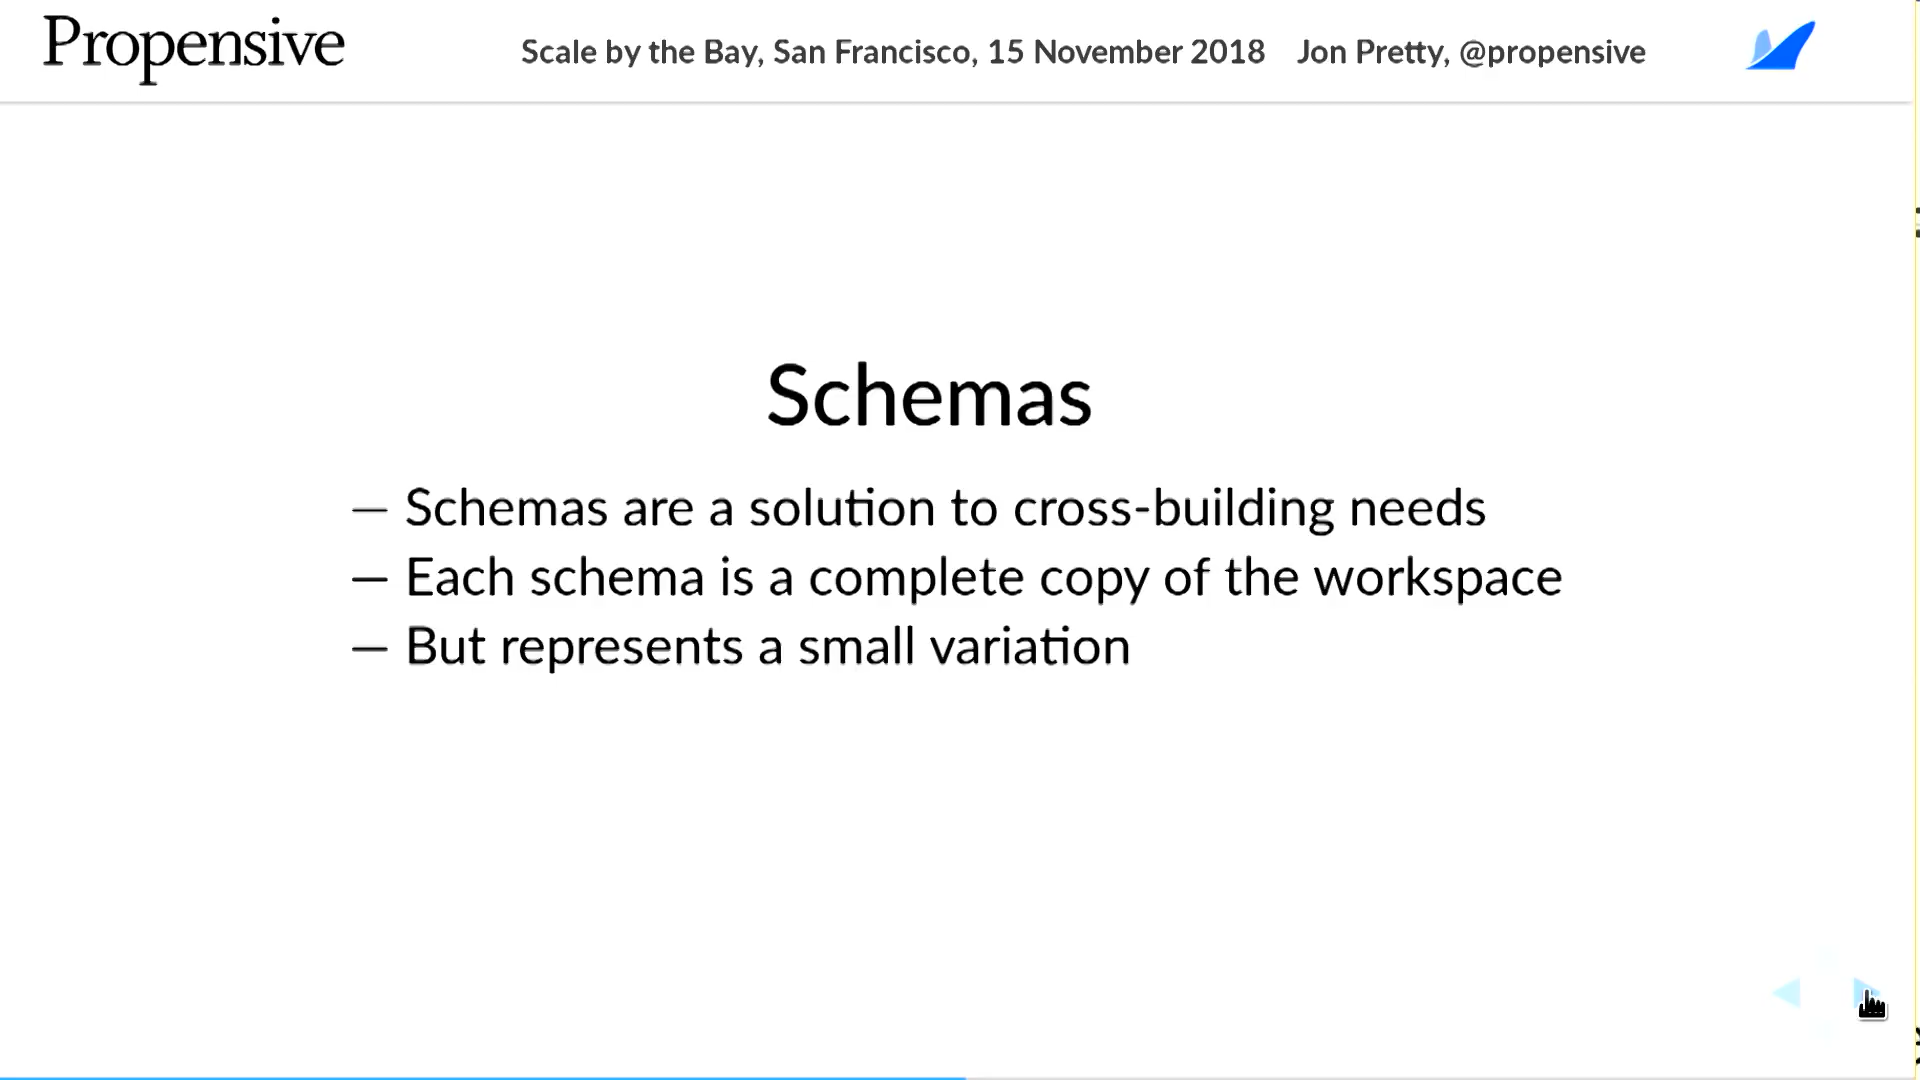 Propensive
Scale by the Bay, San Francisco, 15 November 2018 Jon Pretty, @propensive
Schemas
— Schemas are a solution to cross-building needs
— Each schema is a complete copy of the workspace
— But represents a small variation